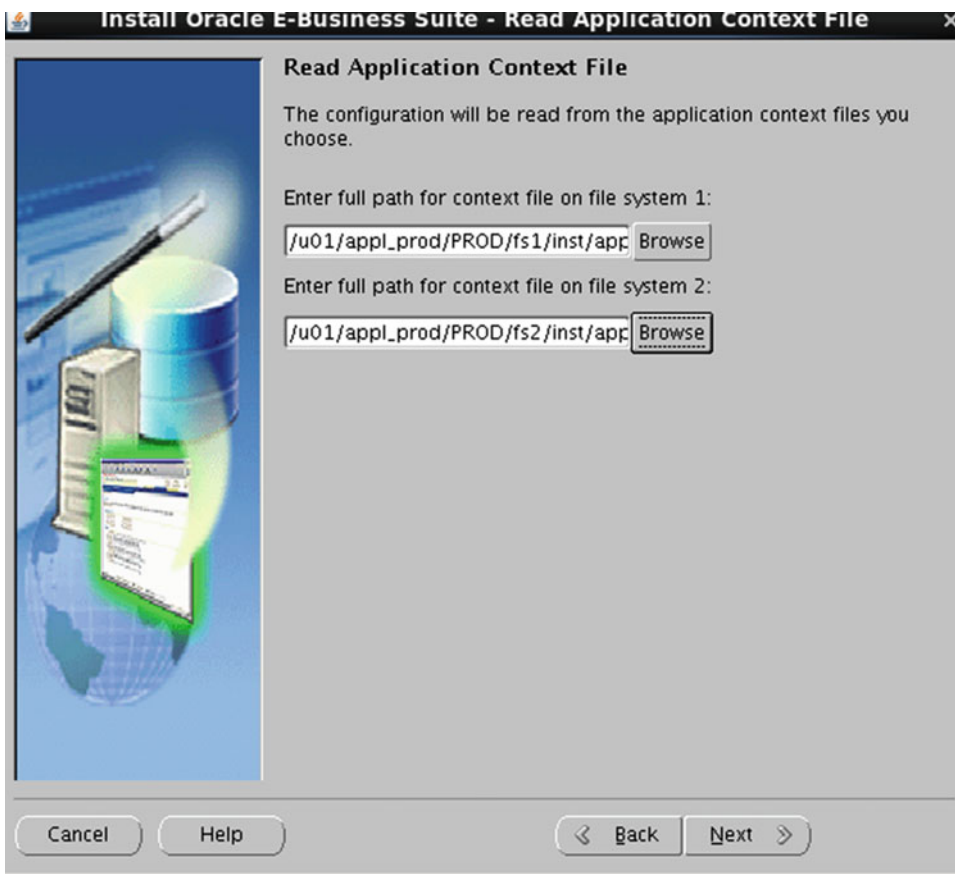 Install Oracle E-Business Suite - Read Application Context File
Read Application Context File
The configuration will be read from the application context files you
choose.
Enter full path for context file on file system 1:
/u01/appl_prod/PROD/fs1/inst/app Browse
Enter full path for context file on file system 2:
/u01/appl_prod/PROD/fs2/inst/app Browse
Cancel Help Back Next